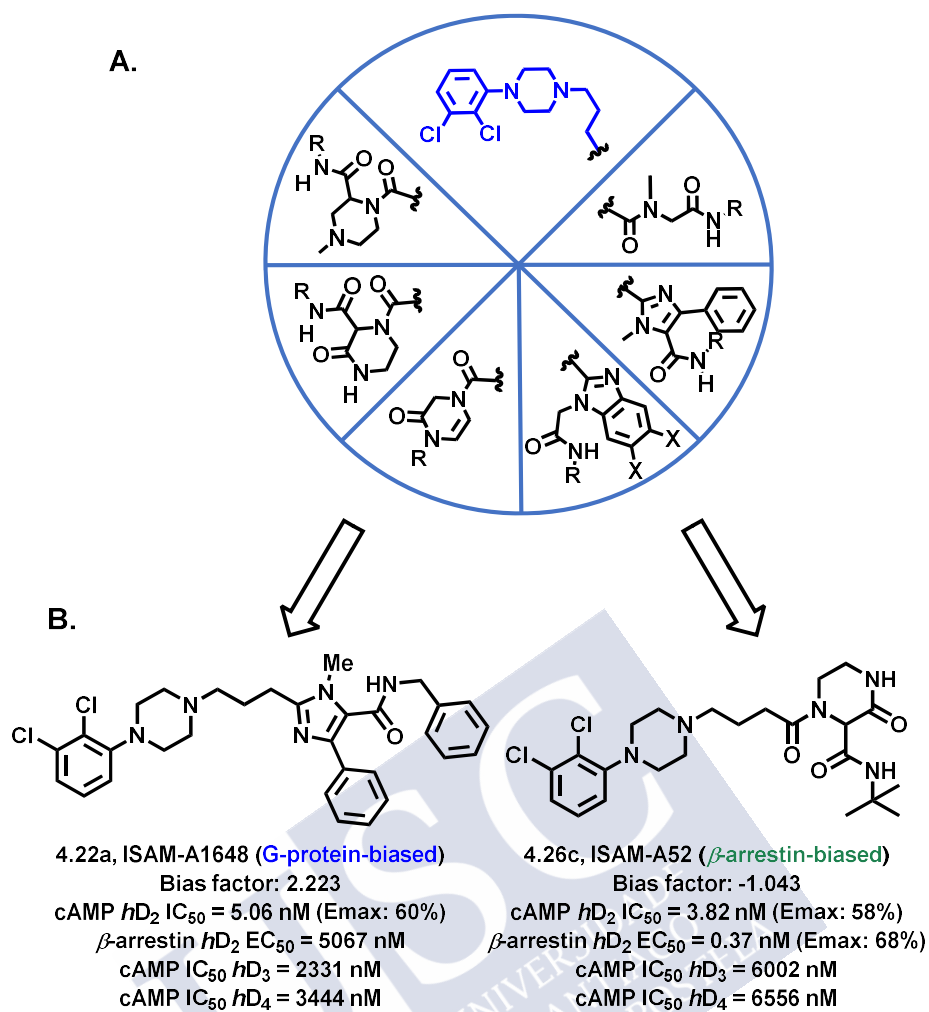 A.
N
N
Cl
Cl
R
N
H
O
O
N
N
N
O
O
N
H
R
R
N
H
O
O
N
O
N
H
N
N
O
N
H
R
O
N
O
N
R
N
N
O
NH
R
X
X
B.
Me
Cl
Cl
N
N
N
N
HN
O
Cl
Cl
N
N
O
N
NH
O
O
NH
4.22a, ISAM-A1648 (G-protein-biased)
Bias factor: 2.223
cAMP hD2 IC50 = 5.06 nM (Emax: 60%)
β-arrestin hD2 EC50 = 5067 nM
cAMP IC50 hD3 = 2331 nM
cAMP IC50 hD4 = 3444 nM
4.26c, ISAM-A52 (β-arrestin-biased)
Bias factor: -1.043
cAMP hD2 IC50 = 3.82 nM (Emax: 58%)
β-arrestin hD2 EC50 = 0.37 nM (Emax: 68%)
cAMP IC50 hD3 = 6002 nM
cAMP IC50 hD4 = 6556 nM
USC